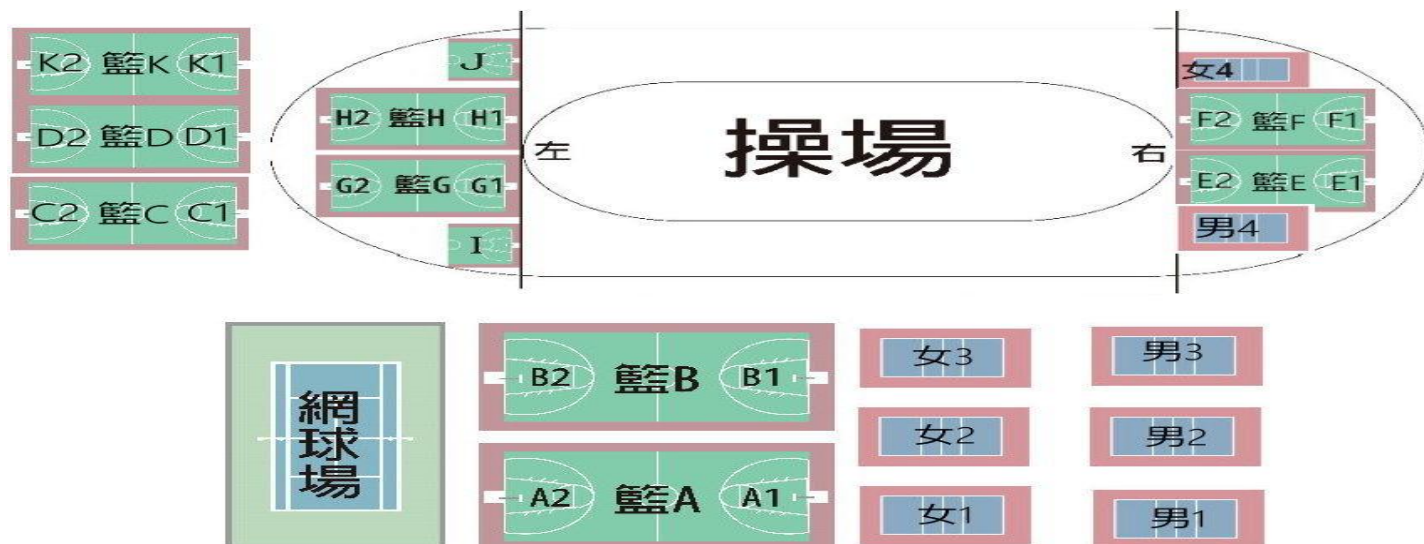 K2 籃K K1
D2 籃D D1
C2 籃C C1
J
H2 籃H H1
G2 籃G G1
I
左
操場
右
女4
F2 籃F F1
E2 籃E E1
男4
網球場
B2 籃B B1
A2 籃A A1
女3
男3
女2
男2
女1
男1